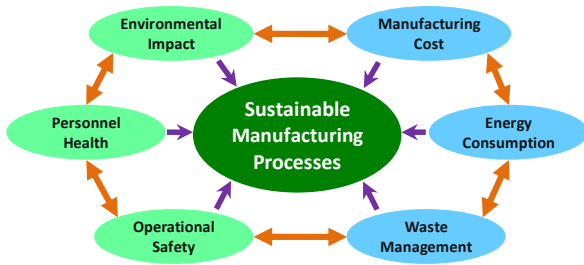 Environmental
Impact
Manufacturing
Cost
Sustainable
Manufacturing
Processes
Personnel
Health
Energy
Consumption
Operational
Safety
Waste
Management